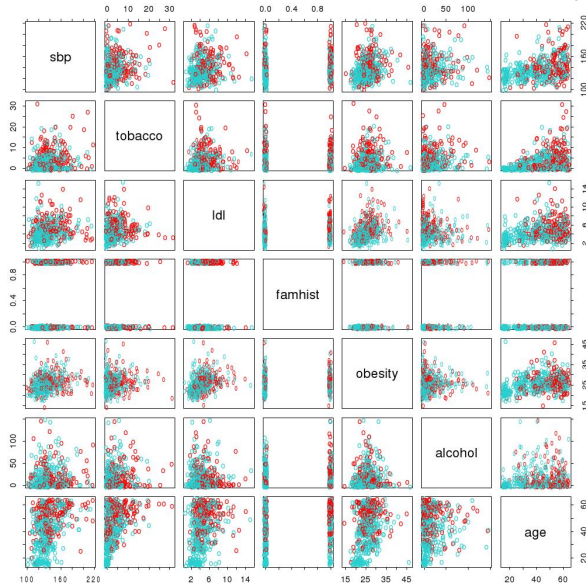 0 10 20 30
0.0 0.4 0.8
0 50 100
sbp
100 160 220
0 10 20 30
tobacco
ldl
2 6 10 14
0.0 0.4 0.8
famhist
obesity
15 25 35 45
0 50 100
alcohol
age
20 40 60
100 160 220
2 6 10 14
15 25 35 45
20 40 60